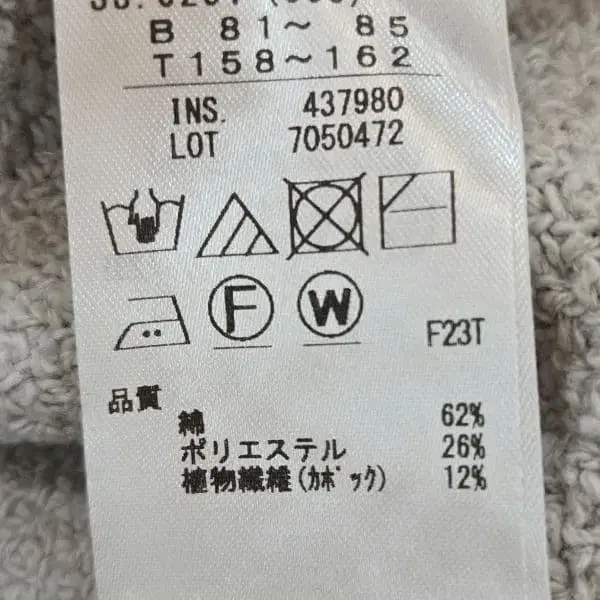 B 81～ 85
T158～162
INS. 437980
LOT 7050472
F W
F23T
品質
綿 62%
ポリエステル 26%
植物繊維(カポック) 12%